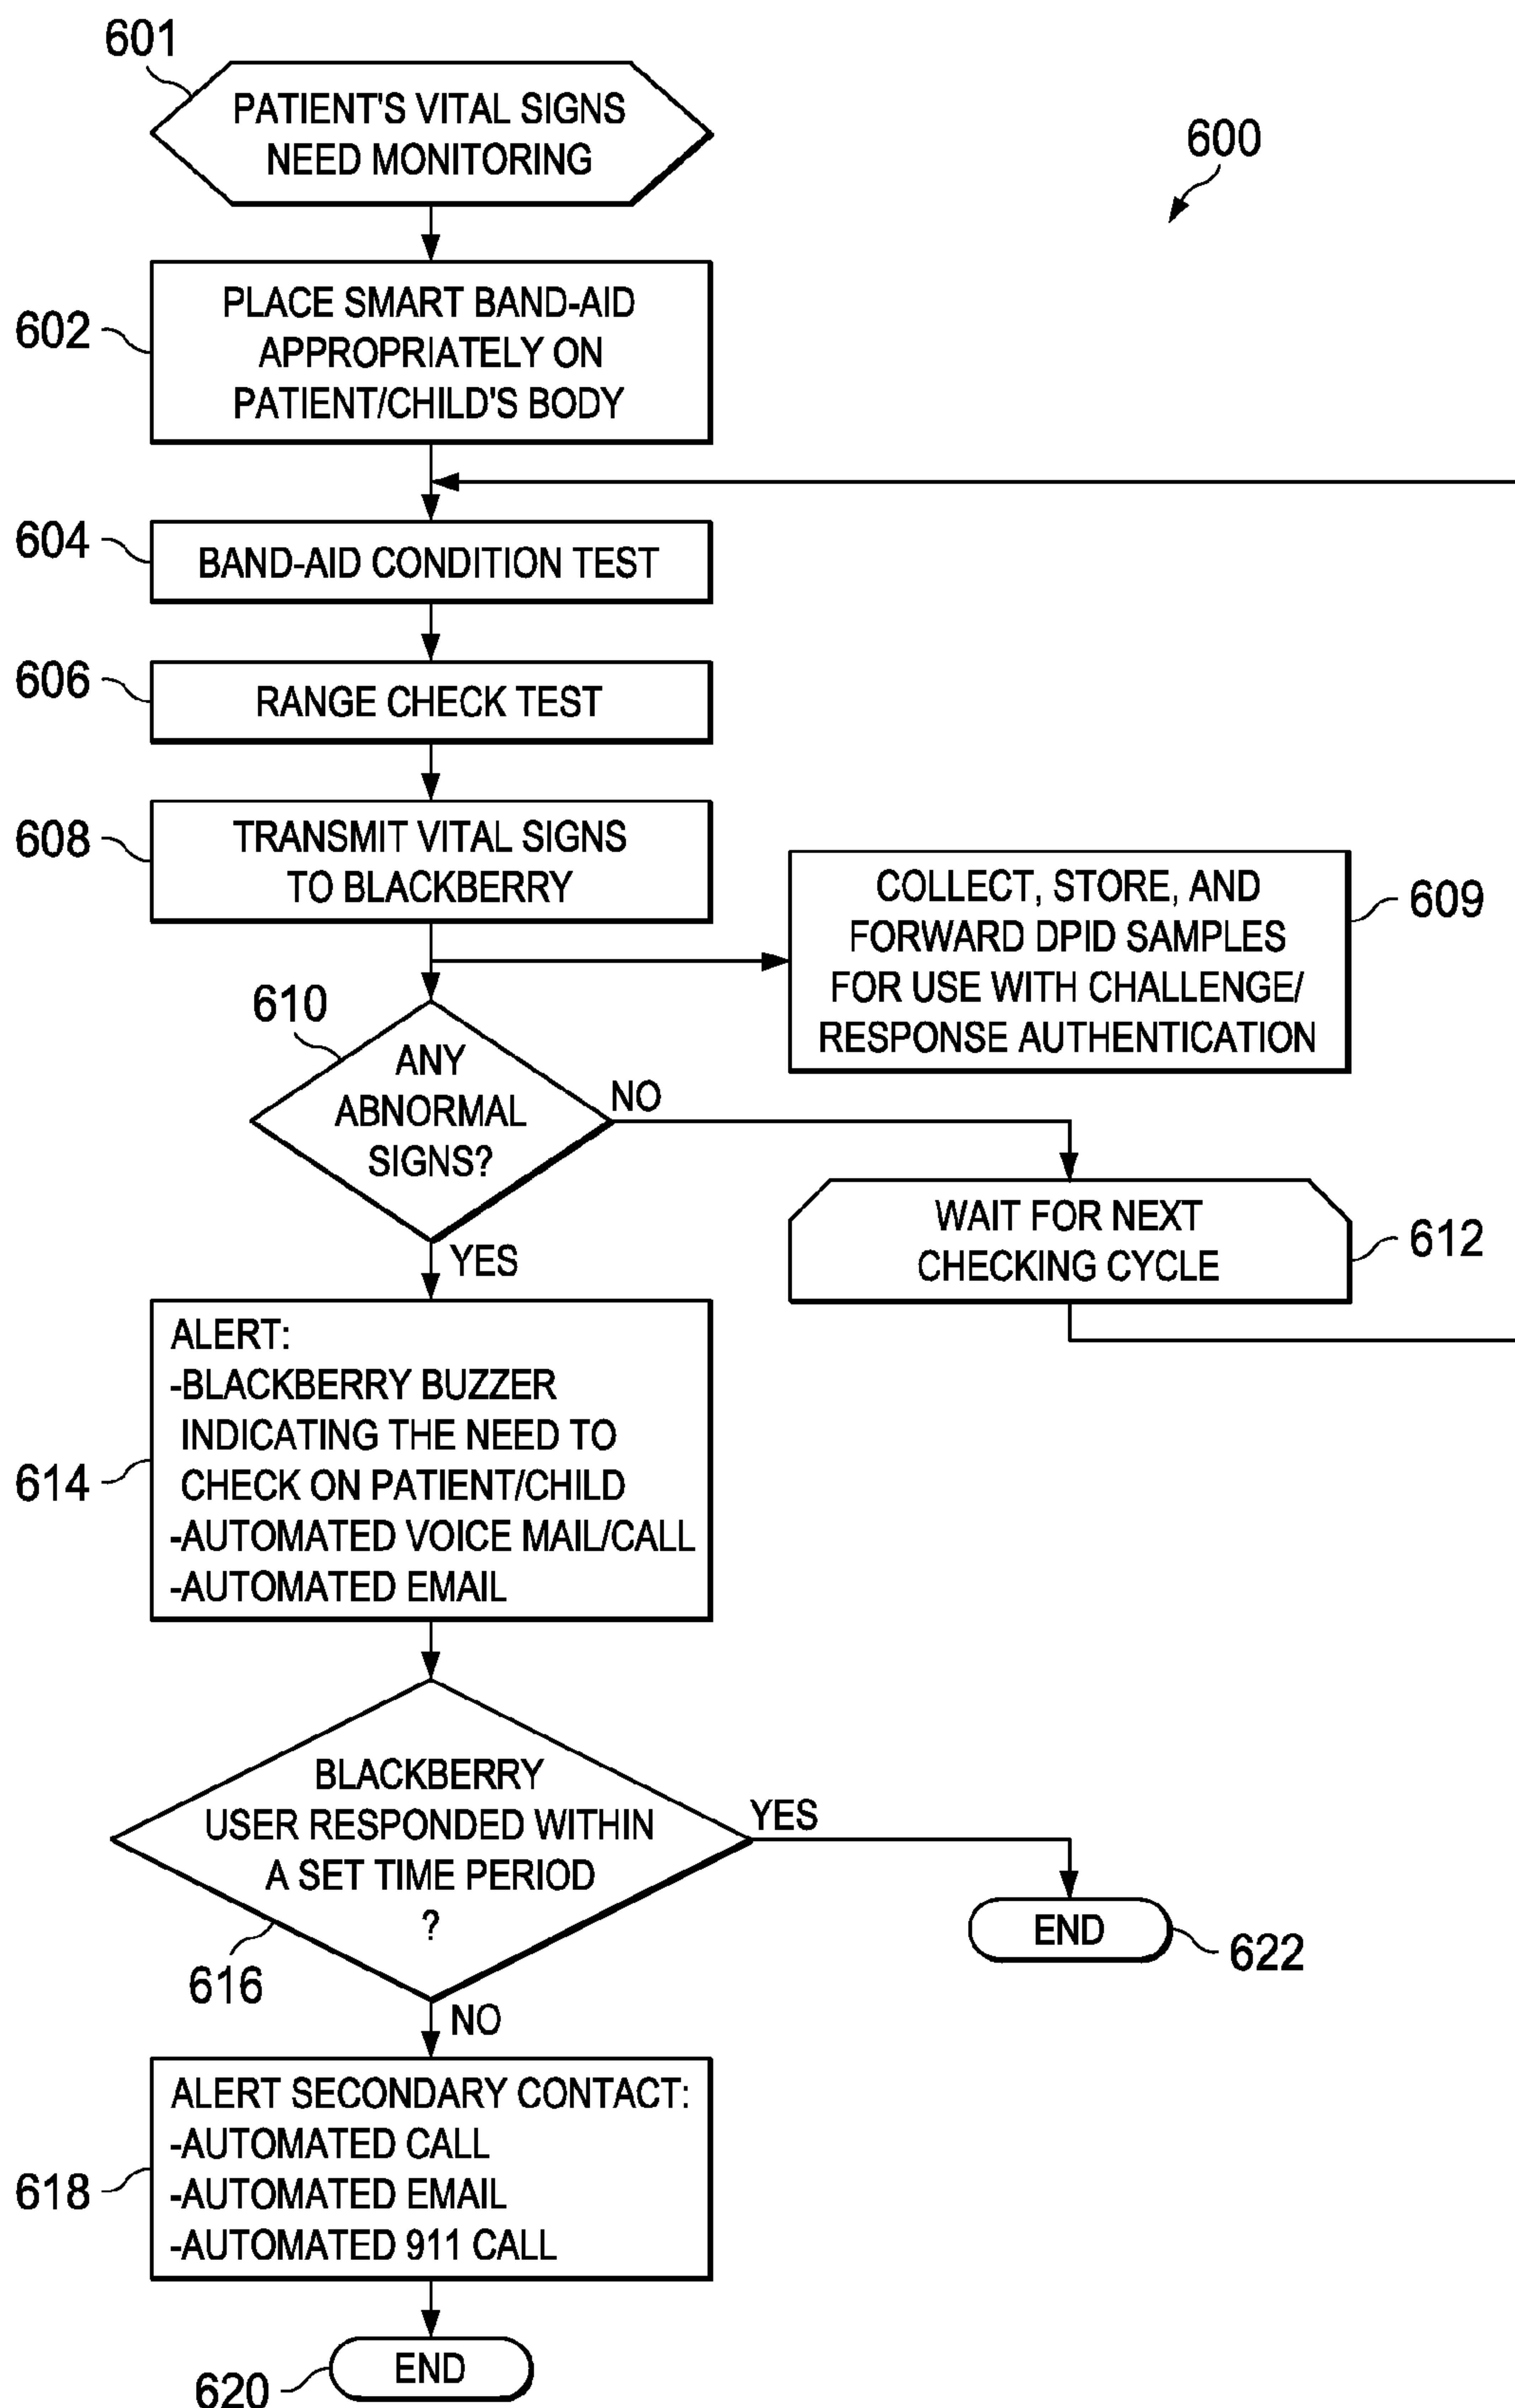 601
PATIENT'S VITAL SIGNS
NEED MONITORING
600
602
PLACE SMART BAND-AID
APPROPRIATELY ON
PATIENT/CHILD'S BODY
604
BAND-AID CONDITION TEST
606
RANGE CHECK TEST
608
TRANSMIT VITAL SIGNS
TO BLACKBERRY
COLLECT, STORE, AND
FORWARD DPID SAMPLES
FOR USE WITH CHALLENGE/
RESPONSE AUTHENTICATION
609
610
ANY
ABNORMAL
SIGNS?
NO
YES
WAIT FOR NEXT
CHECKING CYCLE
612
614
ALERT:
-BLACKBERRY BUZZER
INDICATING THE NEED TO
CHECK ON PATIENT/CHILD
-AUTOMATED VOICE MAIL/CALL
-AUTOMATED EMAIL
BLACKBERRY
USER RESPONDED WITHIN
A SET TIME PERIOD
?
616
YES
END
622
NO
618
ALERT SECONDARY CONTACT:
-AUTOMATED CALL
-AUTOMATED EMAIL
-AUTOMATED 911 CALL
END
620